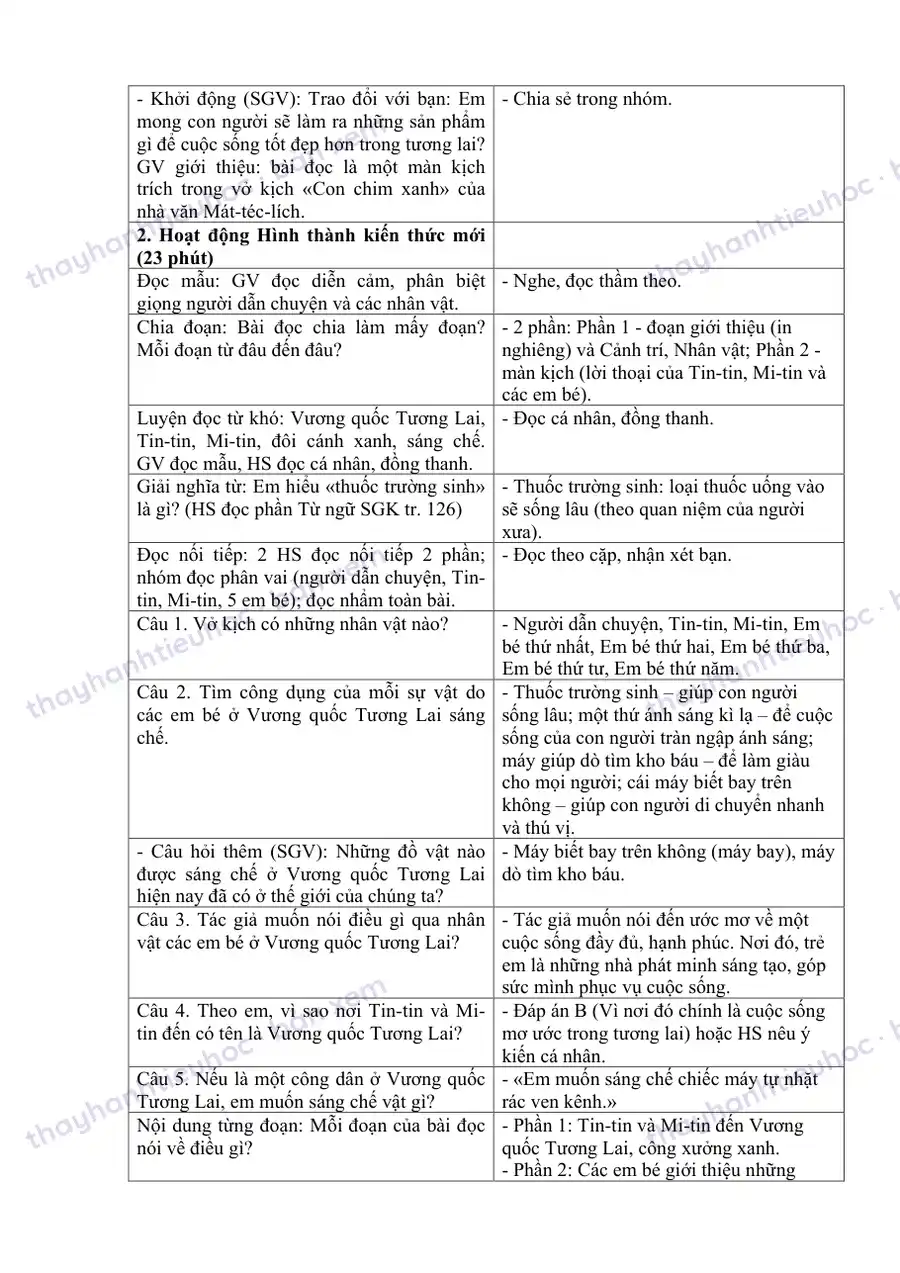 - Khởi động (SGV): Trao đổi với bạn: Em
mong con người sẽ làm ra những sản phẩm
gì để cuộc sống tốt đẹp hơn trong tương lai?
GV giới thiệu: bài đọc là một màn kịch
trích trong vở kịch «Con chim xanh» của
nhà văn Mát-téc-lích.
- Chia sẻ trong nhóm.
2. Hoạt động Hình thành kiến thức mới
(23 phút)
Đọc mẫu: GV đọc diễn cảm, phân biệt
giọng người dẫn chuyện và các nhân vật.
- Nghe, đọc thầm theo.
Chia đoạn: Bài đọc chia làm mấy đoạn?
Mỗi đoạn từ đâu đến đâu?
- 2 phần: Phần 1 - đoạn giới thiệu (in
nghiêng) và Cảnh trí, Nhân vật; Phần 2 -
màn kịch (lời thoại của Tin-tin, Mi-tin và
các em bé).
Luyện đọc từ khó: Vương quốc Tương Lai,
Tin-tin, Mi-tin, đôi cánh xanh, sáng chế.
GV đọc mẫu, HS đọc cá nhân, đồng thanh.
- Đọc cá nhân, đồng thanh.
Giải nghĩa từ: Em hiểu «thuốc trường sinh»
là gì? (HS đọc phần Từ ngữ SGK tr. 126)
- Thuốc trường sinh: loại thuốc uống vào
sẽ sống lâu (theo quan niệm của người
xưa).
Đọc nối tiếp: 2 HS đọc nối tiếp 2 phần;
nhóm đọc phân vai (người dẫn chuyện, Tin-
tin, Mi-tin, 5 em bé); đọc nhẩm toàn bài.
- Đọc theo cặp, nhận xét bạn.
Câu 1. Vở kịch có những nhân vật nào?
- Người dẫn chuyện, Tin-tin, Mi-tin, Em
bé thứ nhất, Em bé thứ hai, Em bé thứ ba,
Em bé thứ tư, Em bé thứ năm.
Câu 2. Tìm công dụng của mỗi sự vật do
các em bé ở Vương quốc Tương Lai sáng
chế.
- Thuốc trường sinh – giúp con người
sống lâu; một thứ ánh sáng kì lạ – để cuộc
sống của con người tràn ngập ánh sáng;
máy giúp dò tìm kho báu – để làm giàu
cho mọi người; cái máy biết bay trên
không – giúp con người di chuyển nhanh
và thú vị.
- Câu hỏi thêm (SGV): Những đồ vật nào
được sáng chế ở Vương quốc Tương Lai
hiện nay đã có ở thế giới của chúng ta?
- Máy biết bay trên không (máy bay), máy
dò tìm kho báu.
Câu 3. Tác giả muốn nói điều gì qua nhân
vật các em bé ở Vương quốc Tương Lai?
- Tác giả muốn nói đến ước mơ về một
cuộc sống đầy đủ, hạnh phúc. Nơi đó, trẻ
em là những nhà phát minh sáng tạo, góp
sức mình phục vụ cuộc sống.
Câu 4. Theo em, vì sao nơi Tin-tin và Mi-
tin đến có tên là Vương quốc Tương Lai?
- Đáp án B (Vì nơi đó chính là cuộc sống
mơ ước trong tương lai) hoặc HS nêu ý
kiến cá nhân.
Câu 5. Nếu là một công dân ở Vương quốc
Tương Lai, em muốn sáng chế vật gì?
- «Em muốn sáng chế chiếc máy tự nhặt
rác ven kênh.»
Nội dung từng đoạn: Mỗi đoạn của bài đọc
nói về điều gì?
- Phần 1: Tin-tin và Mi-tin đến Vương
quốc Tương Lai, công xưởng xanh.
- Phần 2: Các em bé giới thiệu những
thayhanhtieuhoc · bản xem
thayhanhtieuhoc · b
thayhanhtieuhoc · bản xem
thayhanhtieuhoc · b
thayhanhtieuhoc · bản xem
thayhanhtieuhoc · b